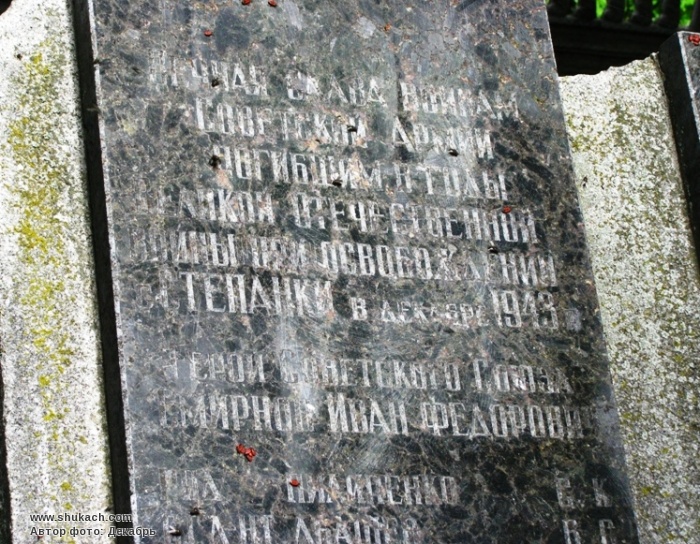 Вечная слава воинам
Советской Армии
погибшим в годы
Великой Отечественной
войны при освобождении
с. Степанки в декабре 1943 г.
Герой Советского Союза
Смирнов Иван Федорович
С. К
В. С
www.shukach.com
Автор фото: Декабрь